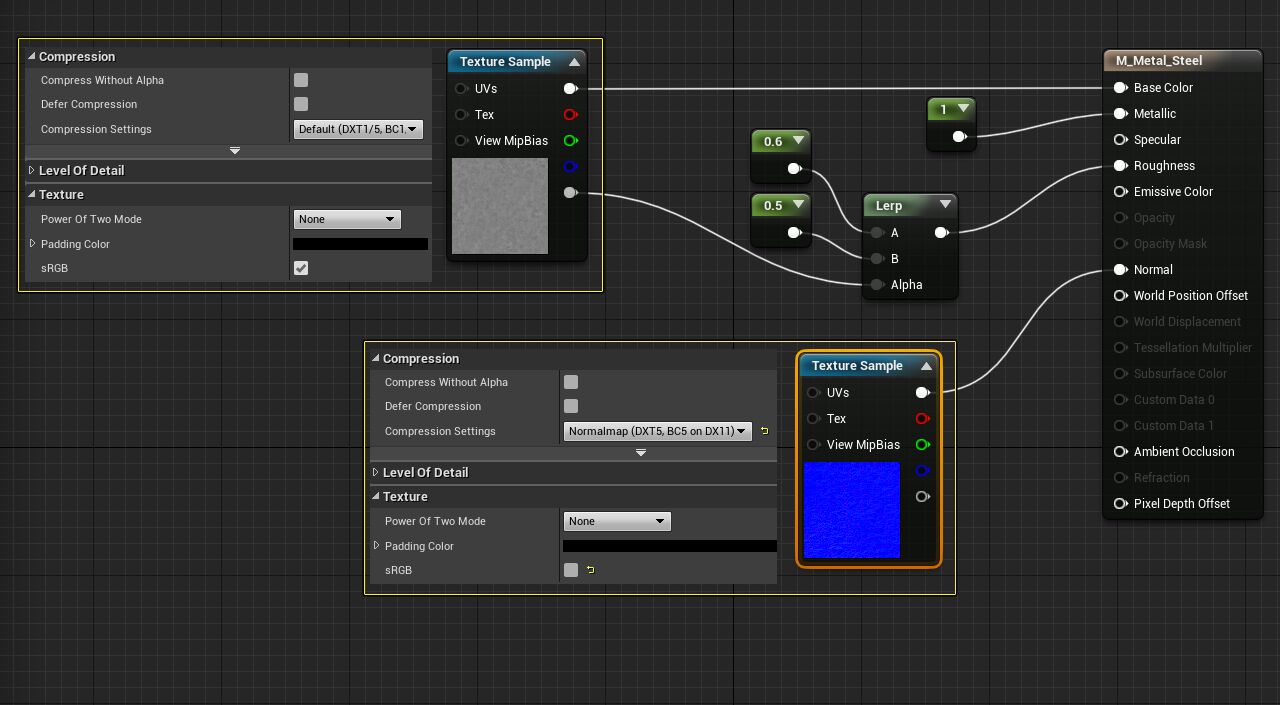 Compression
Compress Without Alpha
Defer Compression
Compression Settings
Default (DXT1/5, BC1,
Level Of Detail
Texture
Power Of Two Mode
None
Padding Color
sRGB
Texture Sample
UVs
Tex
View MipBias
0.6
0.5
1
Lerp
A
B
Alpha
M_Metal_Steel
Base Color
Metallic
Specular
Roughness
Emissive Color
Opacity
Opacity Mask
Normal
World Position Offset
World Displacement
Tessellation Multiplier
Subsurface Color
Custom Data 0
Custom Data 1
Ambient Occlusion
Refraction
Pixel Depth Offset
Compression
Compress Without Alpha
Defer Compression
Compression Settings
Normalmap (DXT5, BC5 on DX11)
Level Of Detail
Texture
Power Of Two Mode
None
Padding Color
sRGB
Texture Sample
UVs
Tex
View MipBias